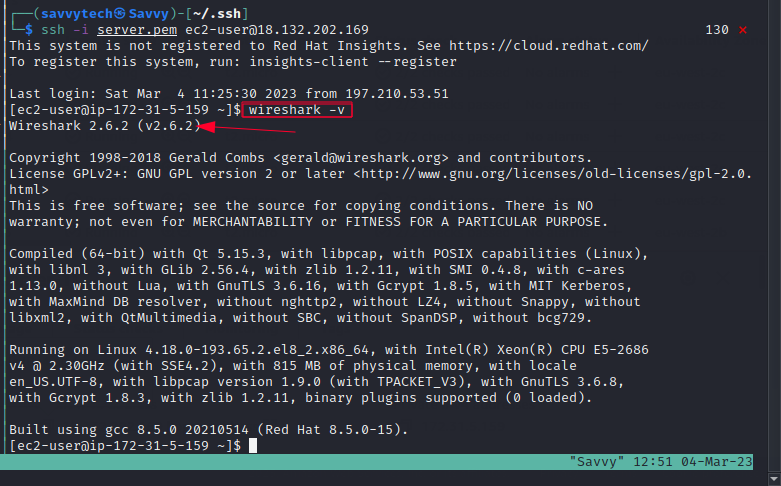 ┌──(savvytech㉿Savvy)-[~/.ssh]
└─$ ssh -i server.pem ec2-user@18.132.202.169 130 ⨯
This system is not registered to Red Hat Insights. See https://cloud.redhat.com/
To register this system, run: insights-client --register
Last login: Sat Mar  4 11:25:30 2023 from 197.210.53.51
[ec2-user@ip-172-31-5-159 ~]$ wireshark -v
Wireshark 2.6.2 (v2.6.2)
Copyright 1998-2018 Gerald Combs <gerald@wireshark.org> and contributors.
License GPLv2+: GNU GPL version 2 or later <http://www.gnu.org/licenses/old-licenses/gpl-2.0.
html>
This is free software; see the source for copying conditions. There is NO
warranty; not even for MERCHANTABILITY or FITNESS FOR A PARTICULAR PURPOSE.
Compiled (64-bit) with Qt 5.15.3, with libpcap, with POSIX capabilities (Linux),
with libnl 3, with GLib 2.56.4, with zlib 1.2.11, with SMI 0.4.8, with c-ares
1.13.0, without Lua, with GnuTLS 3.6.16, with Gcrypt 1.8.5, with MIT Kerberos,
with MaxMind DB resolver, without nghttp2, without LZ4, without Snappy, without
libxml2, with QtMultimedia, without SBC, without SpanDSP, without bcg729.
Running on Linux 4.18.0-193.65.2.el8_2.x86_64, with Intel(R) Xeon(R) CPU E5-2686
v4 @ 2.30GHz (with SSE4.2), with 815 MB of physical memory, with locale
en_US.UTF-8, with libpcap version 1.9.0 (with TPACKET_V3), with GnuTLS 3.6.8,
with Gcrypt 1.8.3, with zlib 1.2.11, binary plugins supported (0 loaded).
Built using gcc 8.5.0 20210514 (Red Hat 8.5.0-15).
[ec2-user@ip-172-31-5-159 ~]$
"Savvy" 12:51 04-Mar-23